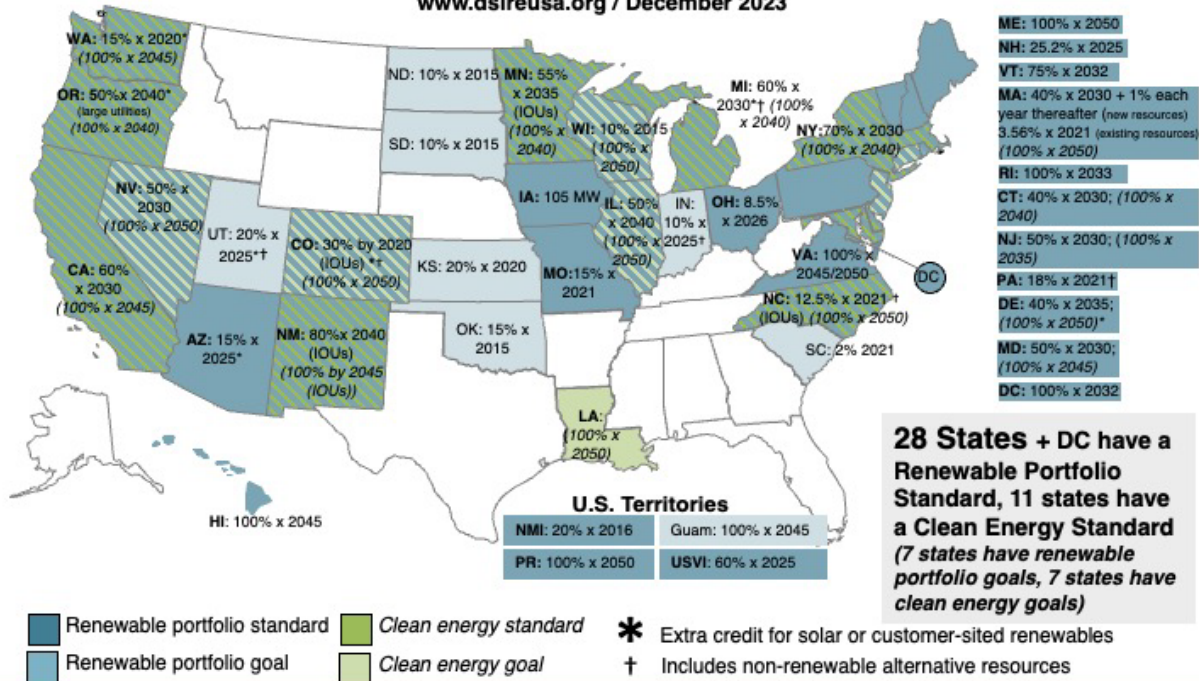 www.dsireusa.org / December 2023
WA: 15% x 2020*
(100% x 2045)
OR: 50%x 2040*
(large utilities)
(100% x 2040)
CA: 60%
x 2030
(100% x 2045)
NV: 50% x
2030
(100% x 2050)
UT: 20% x
2025*†
AZ: 15% x
2025*
CO: 30% by 2020
(IOUs) *†
(100% x 2050)
NM: 80%x 2040
(IOUs)
(100% by 2045
(IOUs))
ND: 10% x 2015
SD: 10% x 2015
KS: 20% x 2020
OK: 15% x
2015
MN: 55%
x 2035
(IOUs)
(100% x
2040)
IA: 105 MW
MO:15% x
2021
LA:
(100% x
2050)
WI: 10% 2015
(100% x
2050)
IL: 50%
x 2040
(100% x
2050)
IN:
10% x
2025†
MI: 60% x
2030*† (100%
x 2040)
OH: 8.5%
x 2026
NY:70% x 2030
(100% x 2040)
VA: 100% x
2045/2050
DC
NC: 12.5% x 2021 †
(IOUs) (100% x 2050)
SC: 2% 2021
HI: 100% x 2045
ME: 100% x 2050
NH: 25.2% x 2025
VT: 75% x 2032
MA: 40% x 2030 + 1% each
year thereafter (new resources)
3.56% x 2021 (existing resources)
(100% x 2050)
RI: 100% x 2033
CT: 40% x 2030; (100% x
2040)
NJ: 50% x 2030; (100% x
2035)
PA: 18% x 2021†
DE: 40% x 2035;
(100% x 2050)*
MD: 50% x 2030;
(100% x 2045)
DC: 100% x 2032
28 States + DC have a
Renewable Portfolio
Standard, 11 states have
a Clean Energy Standard
(7 states have renewable
portfolio goals, 7 states have
clean energy goals)
U.S. Territories
NMI: 20% x 2016
Guam: 100% x 2045
PR: 100% x 2050
USVI: 60% x 2025
Renewable portfolio standard
Clean energy standard
* Extra credit for solar or customer-sited renewables
Renewable portfolio goal
Clean energy goal
† Includes non-renewable alternative resources